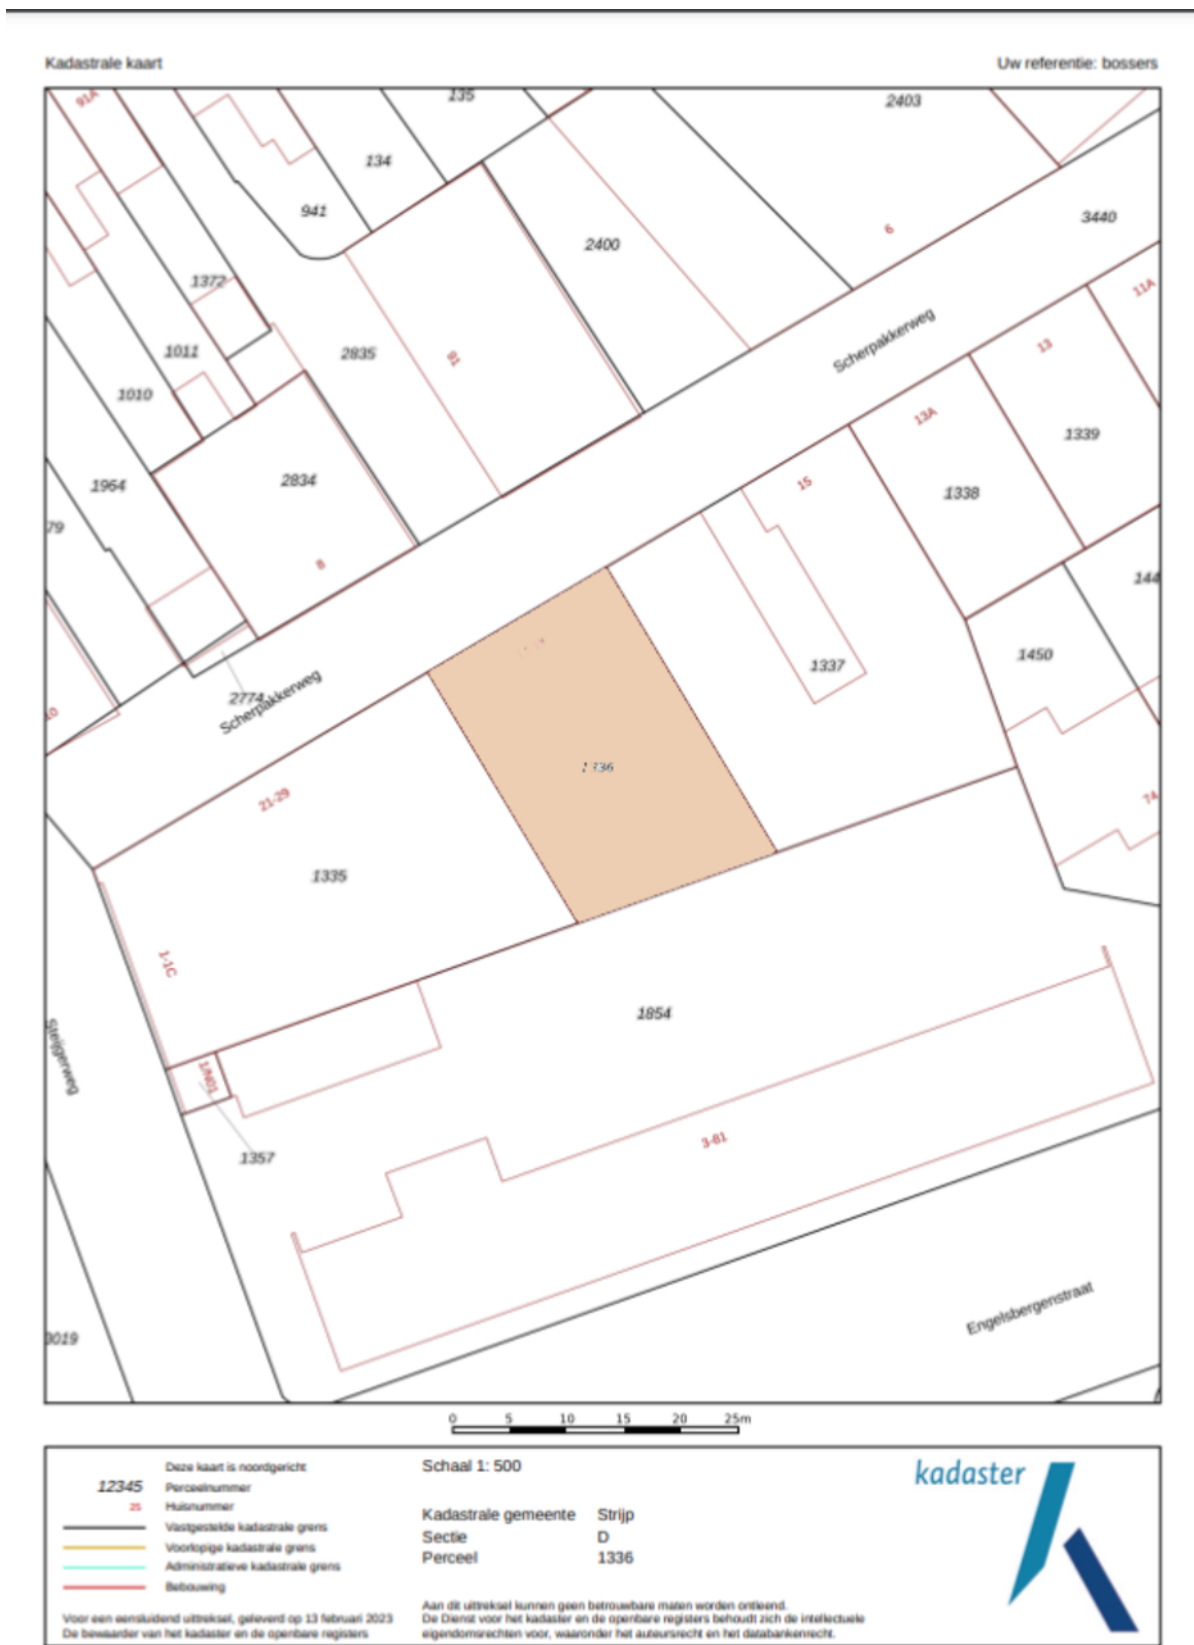 Kadastrale kaart
Uw referentie: bossers
91A
135
2403
134
941
3440
6
2400
1372
11A
Scherpakkerweg
2835
91
1011
13
1010
13A
1339
2834
15
1338
1964
79
8
144
1450
1337
2774
Scherpakkerweg
10
1336
21-29
74
1335
1-1C
1854
Steijgerweg
1/N01
3-81
1357
Engelsbergenstraat
3019
0 5 10 15 20 25m
Deze kaart is noordgericht
12345 Perceelnummer
25 Huisnummer
Vastgestelde kadastrale grens
Voorlopige kadastrale grens
Administratieve kadastrale grens
Bebouwing
Voor een eensluidend uittreksel, geleverd op 13 februari 2023
De bewaarder van het kadaster en de openbare registers
Schaal 1: 500
Kadastrale gemeente Strijp
Sectie D
Perceel 1336
Aan dit uittreksel kunnen geen betrouwbare maten worden ontleend.
De Dienst voor het kadaster en de openbare registers behoudt zich de intellectuele
eigendomsrechten voor, waaronder het auteursrecht en het databankenrecht.
kadaster